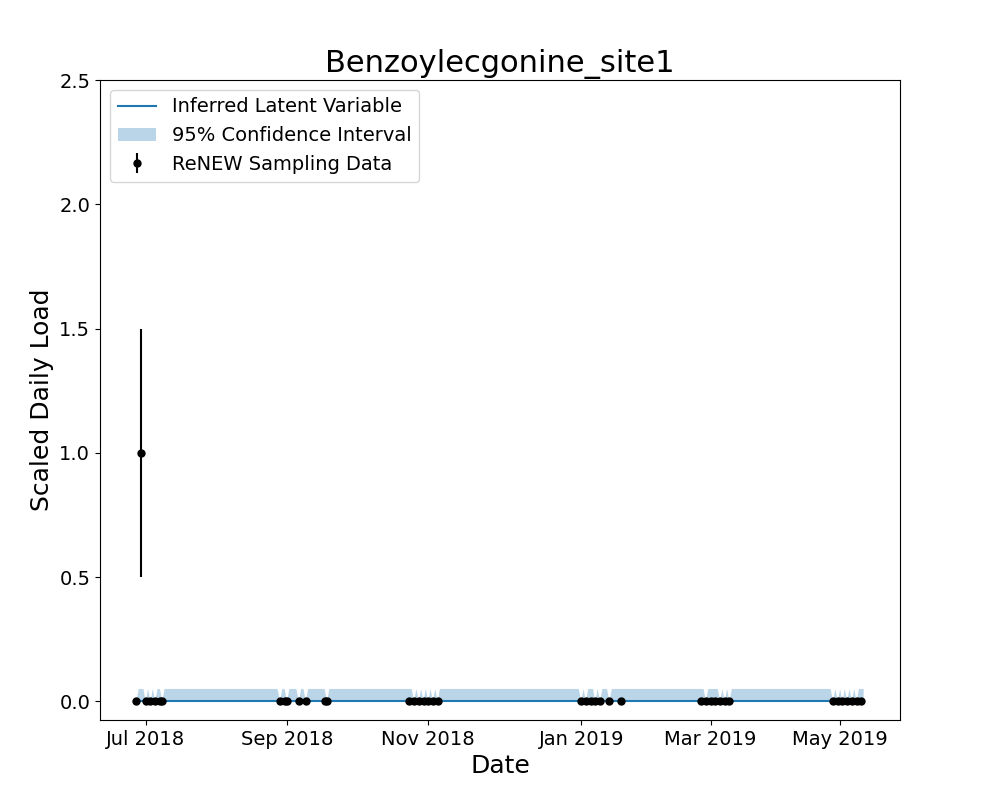 Benzoylecgonine_site1
Inferred Latent Variable
95% Confidence Interval
ReNEW Sampling Data
Scaled Daily Load
2.5
2.0
1.5
1.0
0.5
0.0
Jul 2018 Sep 2018 Nov 2018 Jan 2019 Mar 2019 May 2019
Date